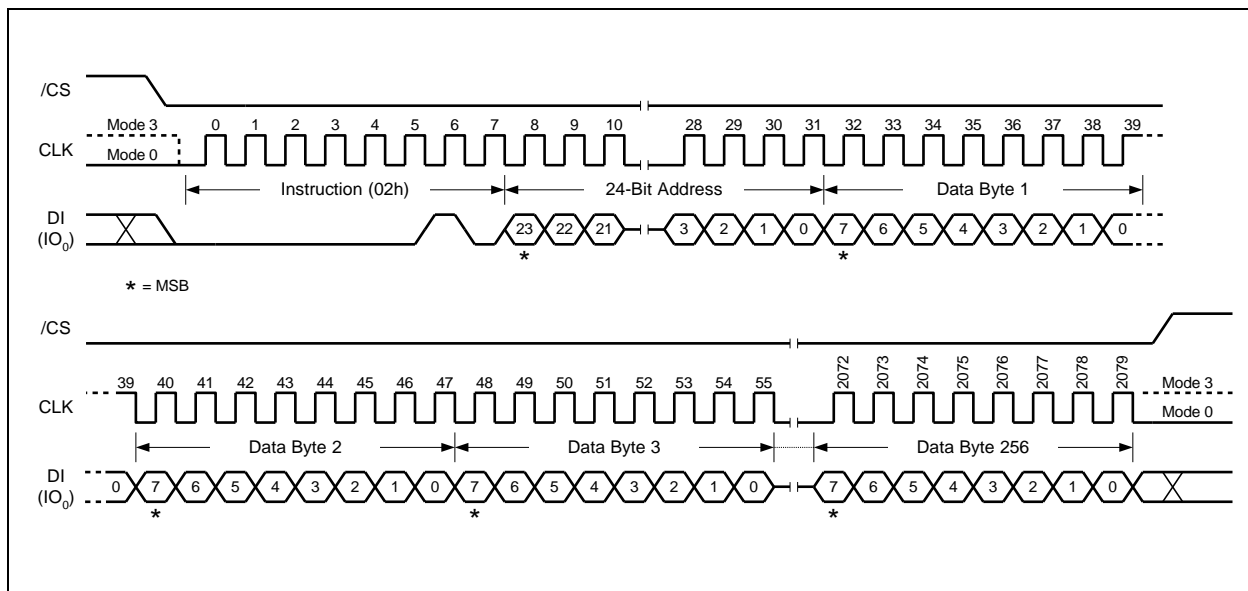 /CS
Mode 3 0 1 2 3 4 5 6 7 8 9 10 28 29 30 31 32 33 34 35 36 37 38 39
CLK Mode 0
Instruction (02h) 24-Bit Address Data Byte 1
DI
(IO0) 23 22 21 3 2 1 0 7 6 5 4 3 2 1 0
* *
* = MSB
/CS
39 40 41 42 43 44 45 46 47 48 49 50 51 52 53 54 55 2072 2073 2074 2075 2076 2077 2078 2079 Mode 3
CLK Mode 0
Data Byte 2 Data Byte 3 Data Byte 256
DI
(IO0) 0 7 6 5 4 3 2 1 0 7 6 5 4 3 2 1 0 7 6 5 4 3 2 1 0
* * *